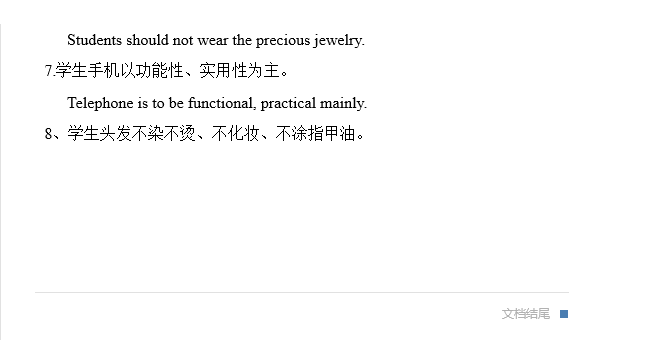 Students should not wear the precious jewelry.
7.学生手机以功能性、实用性为主。
Telephone is to be functional, practical mainly.
8、学生头发不染不烫、不化妆、不涂指甲油。
文档结尾